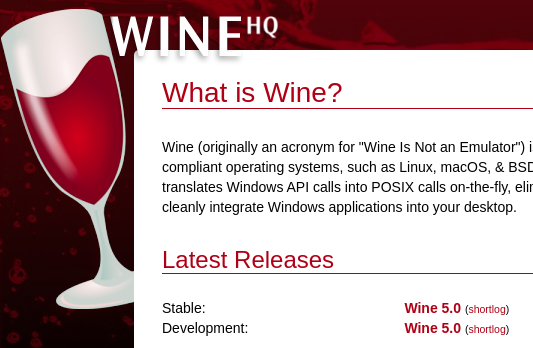 WINE HQ
What is Wine?
Wine (originally an acronym for "Wine Is Not an Emulator")
compliant operating systems, such as Linux, macOS, & BSD
translates Windows API calls into POSIX calls on-the-fly,
cleanly integrate Windows applications into your desktop.
Latest Releases
Stable: Wine 5.0 (shortlog)
Development: Wine 5.0 (shortlog)